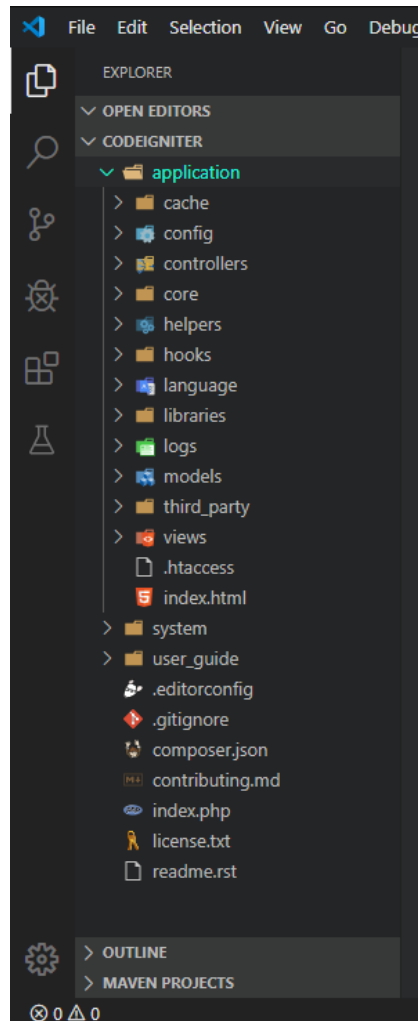 File Edit Selection View Go Debug
EXPLORER
OPEN EDITORS
CODEIGNITER
application
cache
config
controllers
core
helpers
hooks
language
libraries
logs
models
third_party
views
.htaccess
index.html
system
user_guide
.editorconfig
.gitignore
composer.json
contributing.md
index.php
license.txt
readme.rst
OUTLINE
MAVEN PROJECTS
0 0